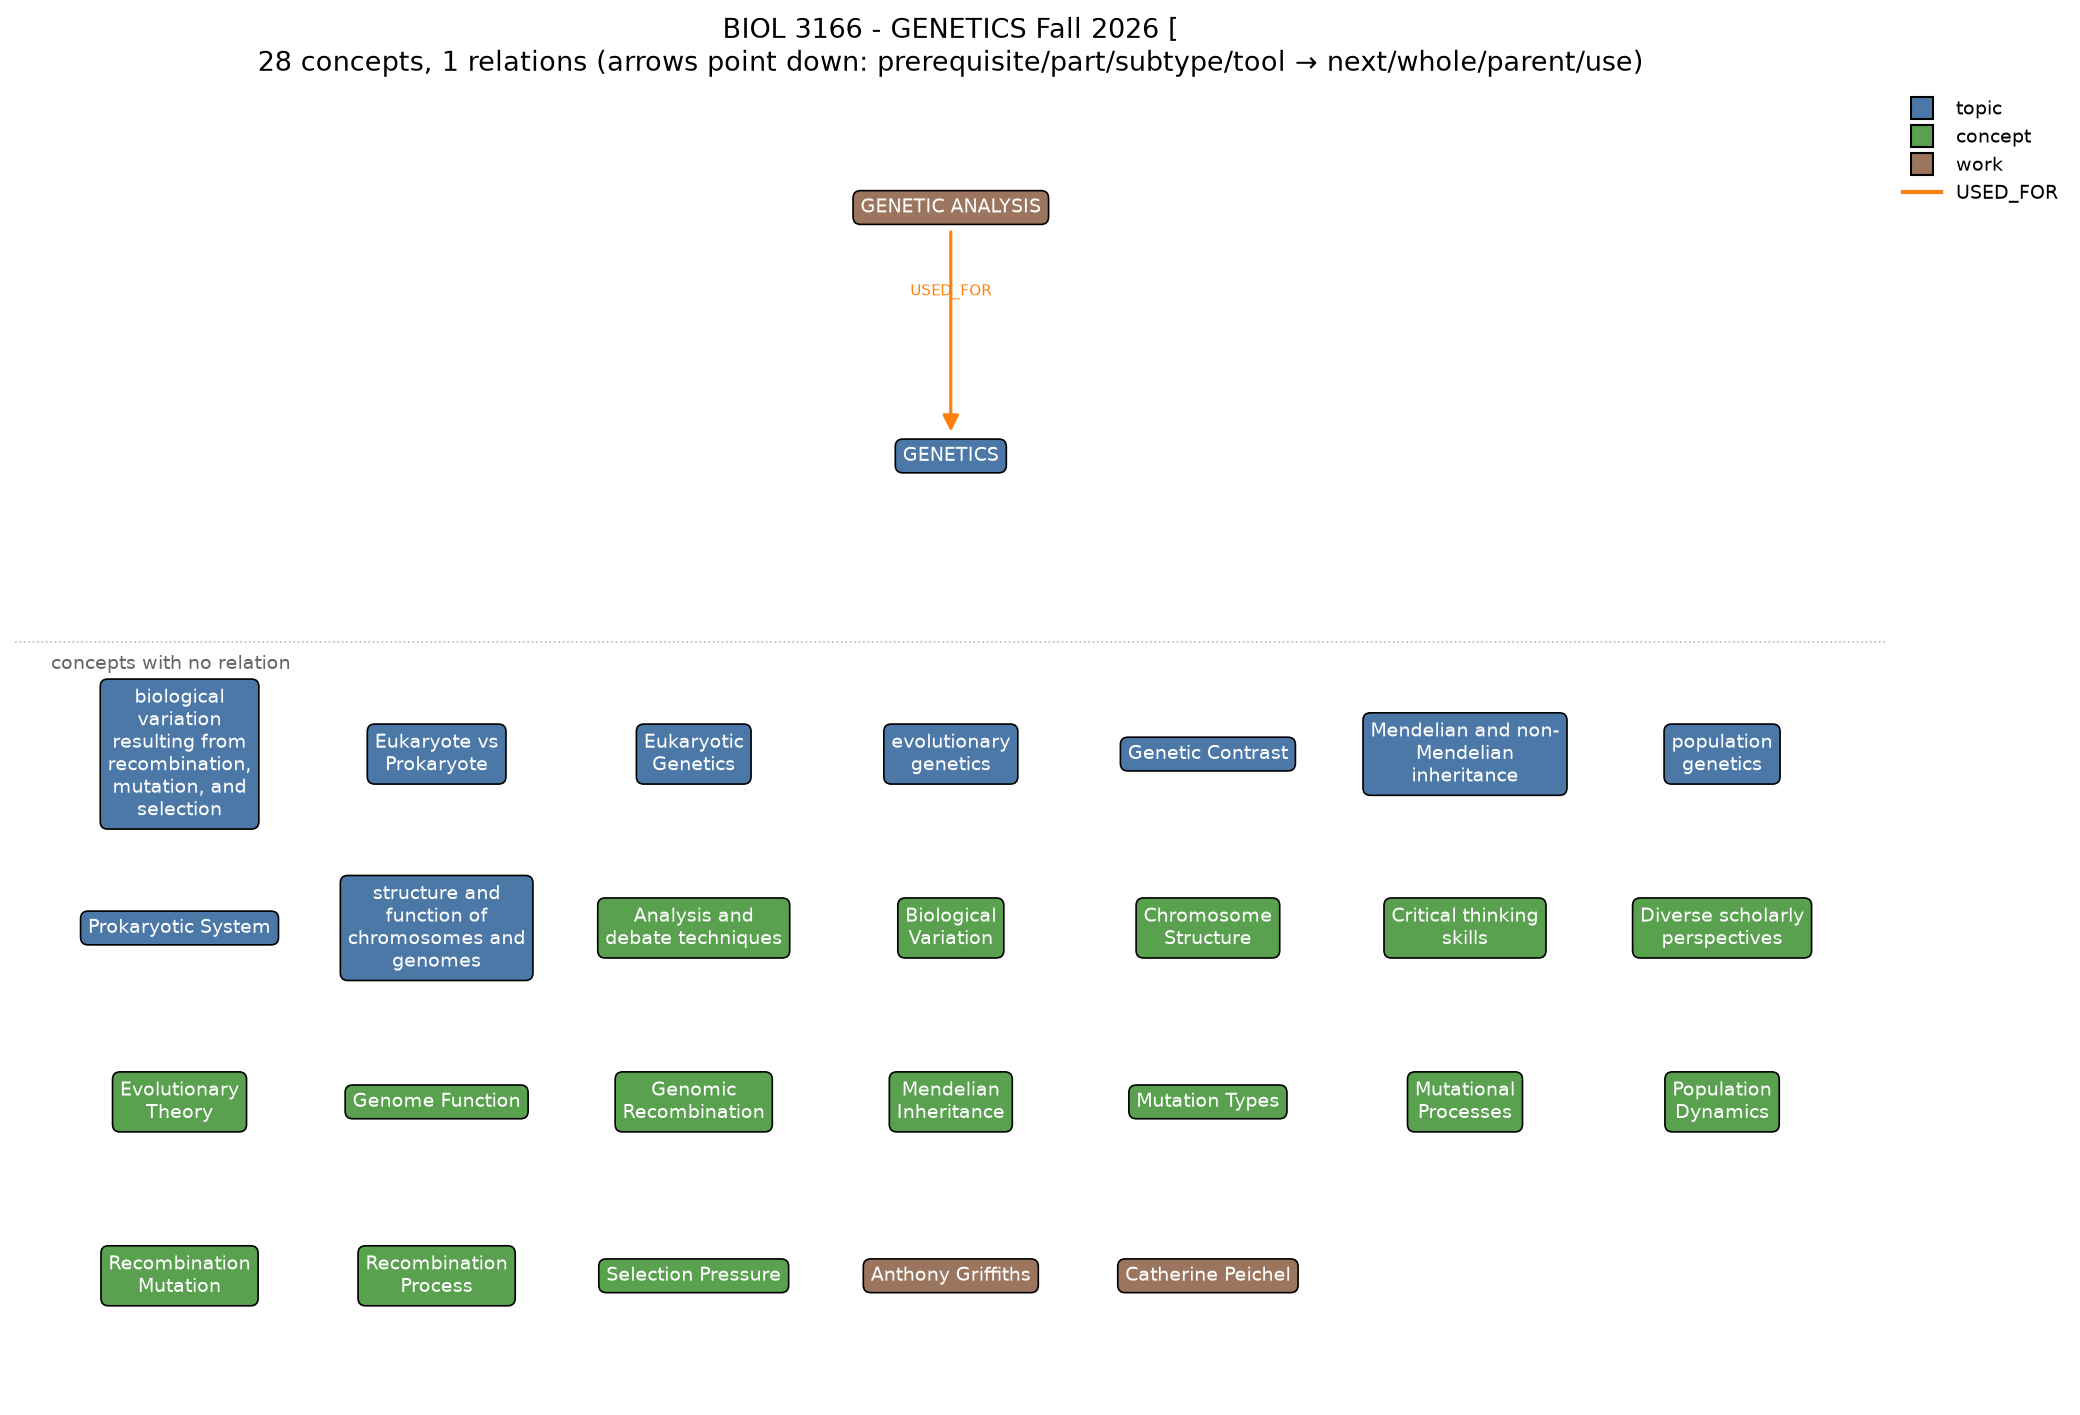 BIOL 3166 - GENETICS Fall 2026 [
28 concepts, 1 relations (arrows point down: prerequisite/part/subtype/tool → next/whole/parent/use)
topic
concept
work
USED_FOR
GENETIC ANALYSIS
USED_FOR
GENETICS
concepts with no relation
biological
variation
resulting from
recombination,
mutation, and
selection
Eukaryote vs
Prokaryote
Eukaryotic
Genetics
evolutionary
genetics
Genetic Contrast
Mendelian and non-
Mendelian
inheritance
population
genetics
Prokaryotic System
structure and
function of
chromosomes and
genomes
Analysis and
debate techniques
Biological
Variation
Chromosome
Structure
Critical thinking
skills
Diverse scholarly
perspectives
Evolutionary
Theory
Genome Function
Genomic
Recombination
Mendelian
Inheritance
Mutation Types
Mutational
Processes
Population
Dynamics
Recombination
Mutation
Recombination
Process
Selection Pressure
Anthony Griffiths
Catherine Peichel